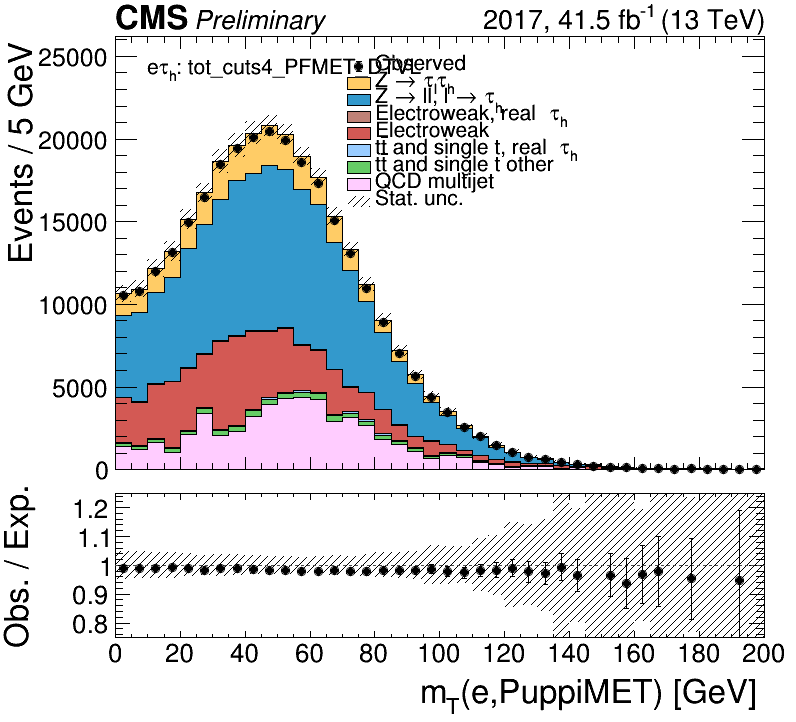 CMS Preliminary 2017, 41.5 fb⁻¹ (13 TeV)
Events / 5 GeV
25000
20000
15000
10000
5000
0
eτh: tot_cuts4_PFMET_DTVL
Observed
Z → τlτh
Z → ll, l → τh
Electroweak, real τh
Electroweak
tt and single t, real τh
tt and single t other
QCD multijet
Stat. unc.
Obs. / Exp.
1.2
1.1
1
0.9
0.8
0 20 40 60 80 100 120 140 160 180 200
mT(e,PuppiMET) [GeV]